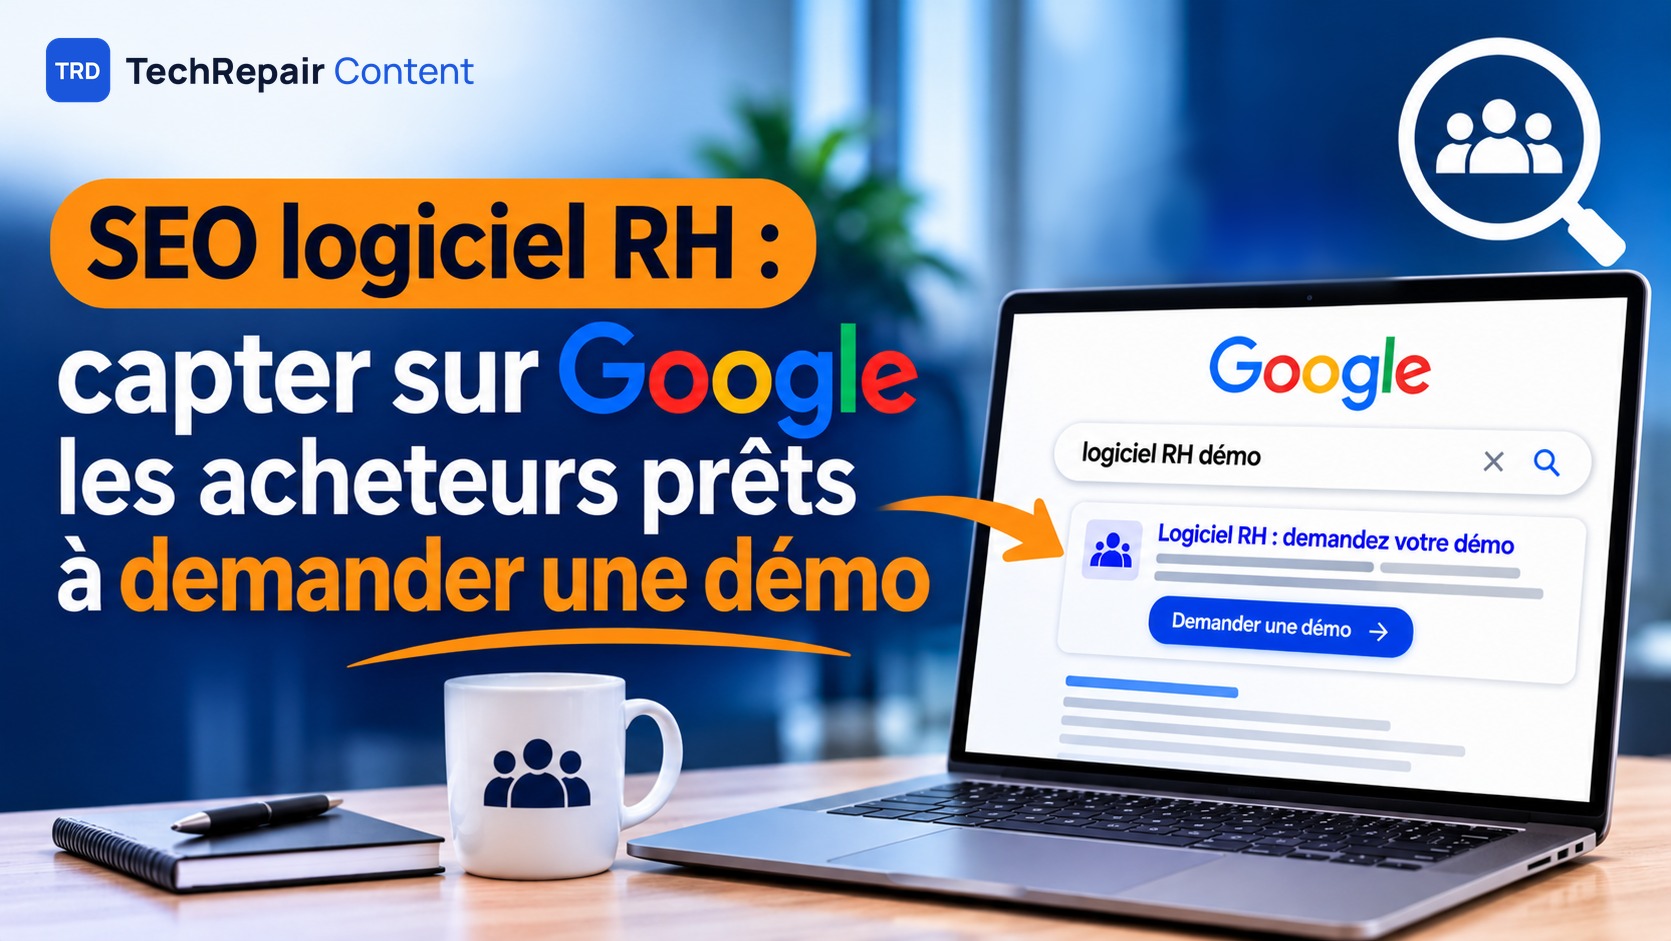 TRD TechRepair Content
SEO logiciel RH :
capter sur Google
les acheteurs prêts
à demander une démo
Google
logiciel RH démo
Logiciel RH : demandez votre démo
Demander une démo →